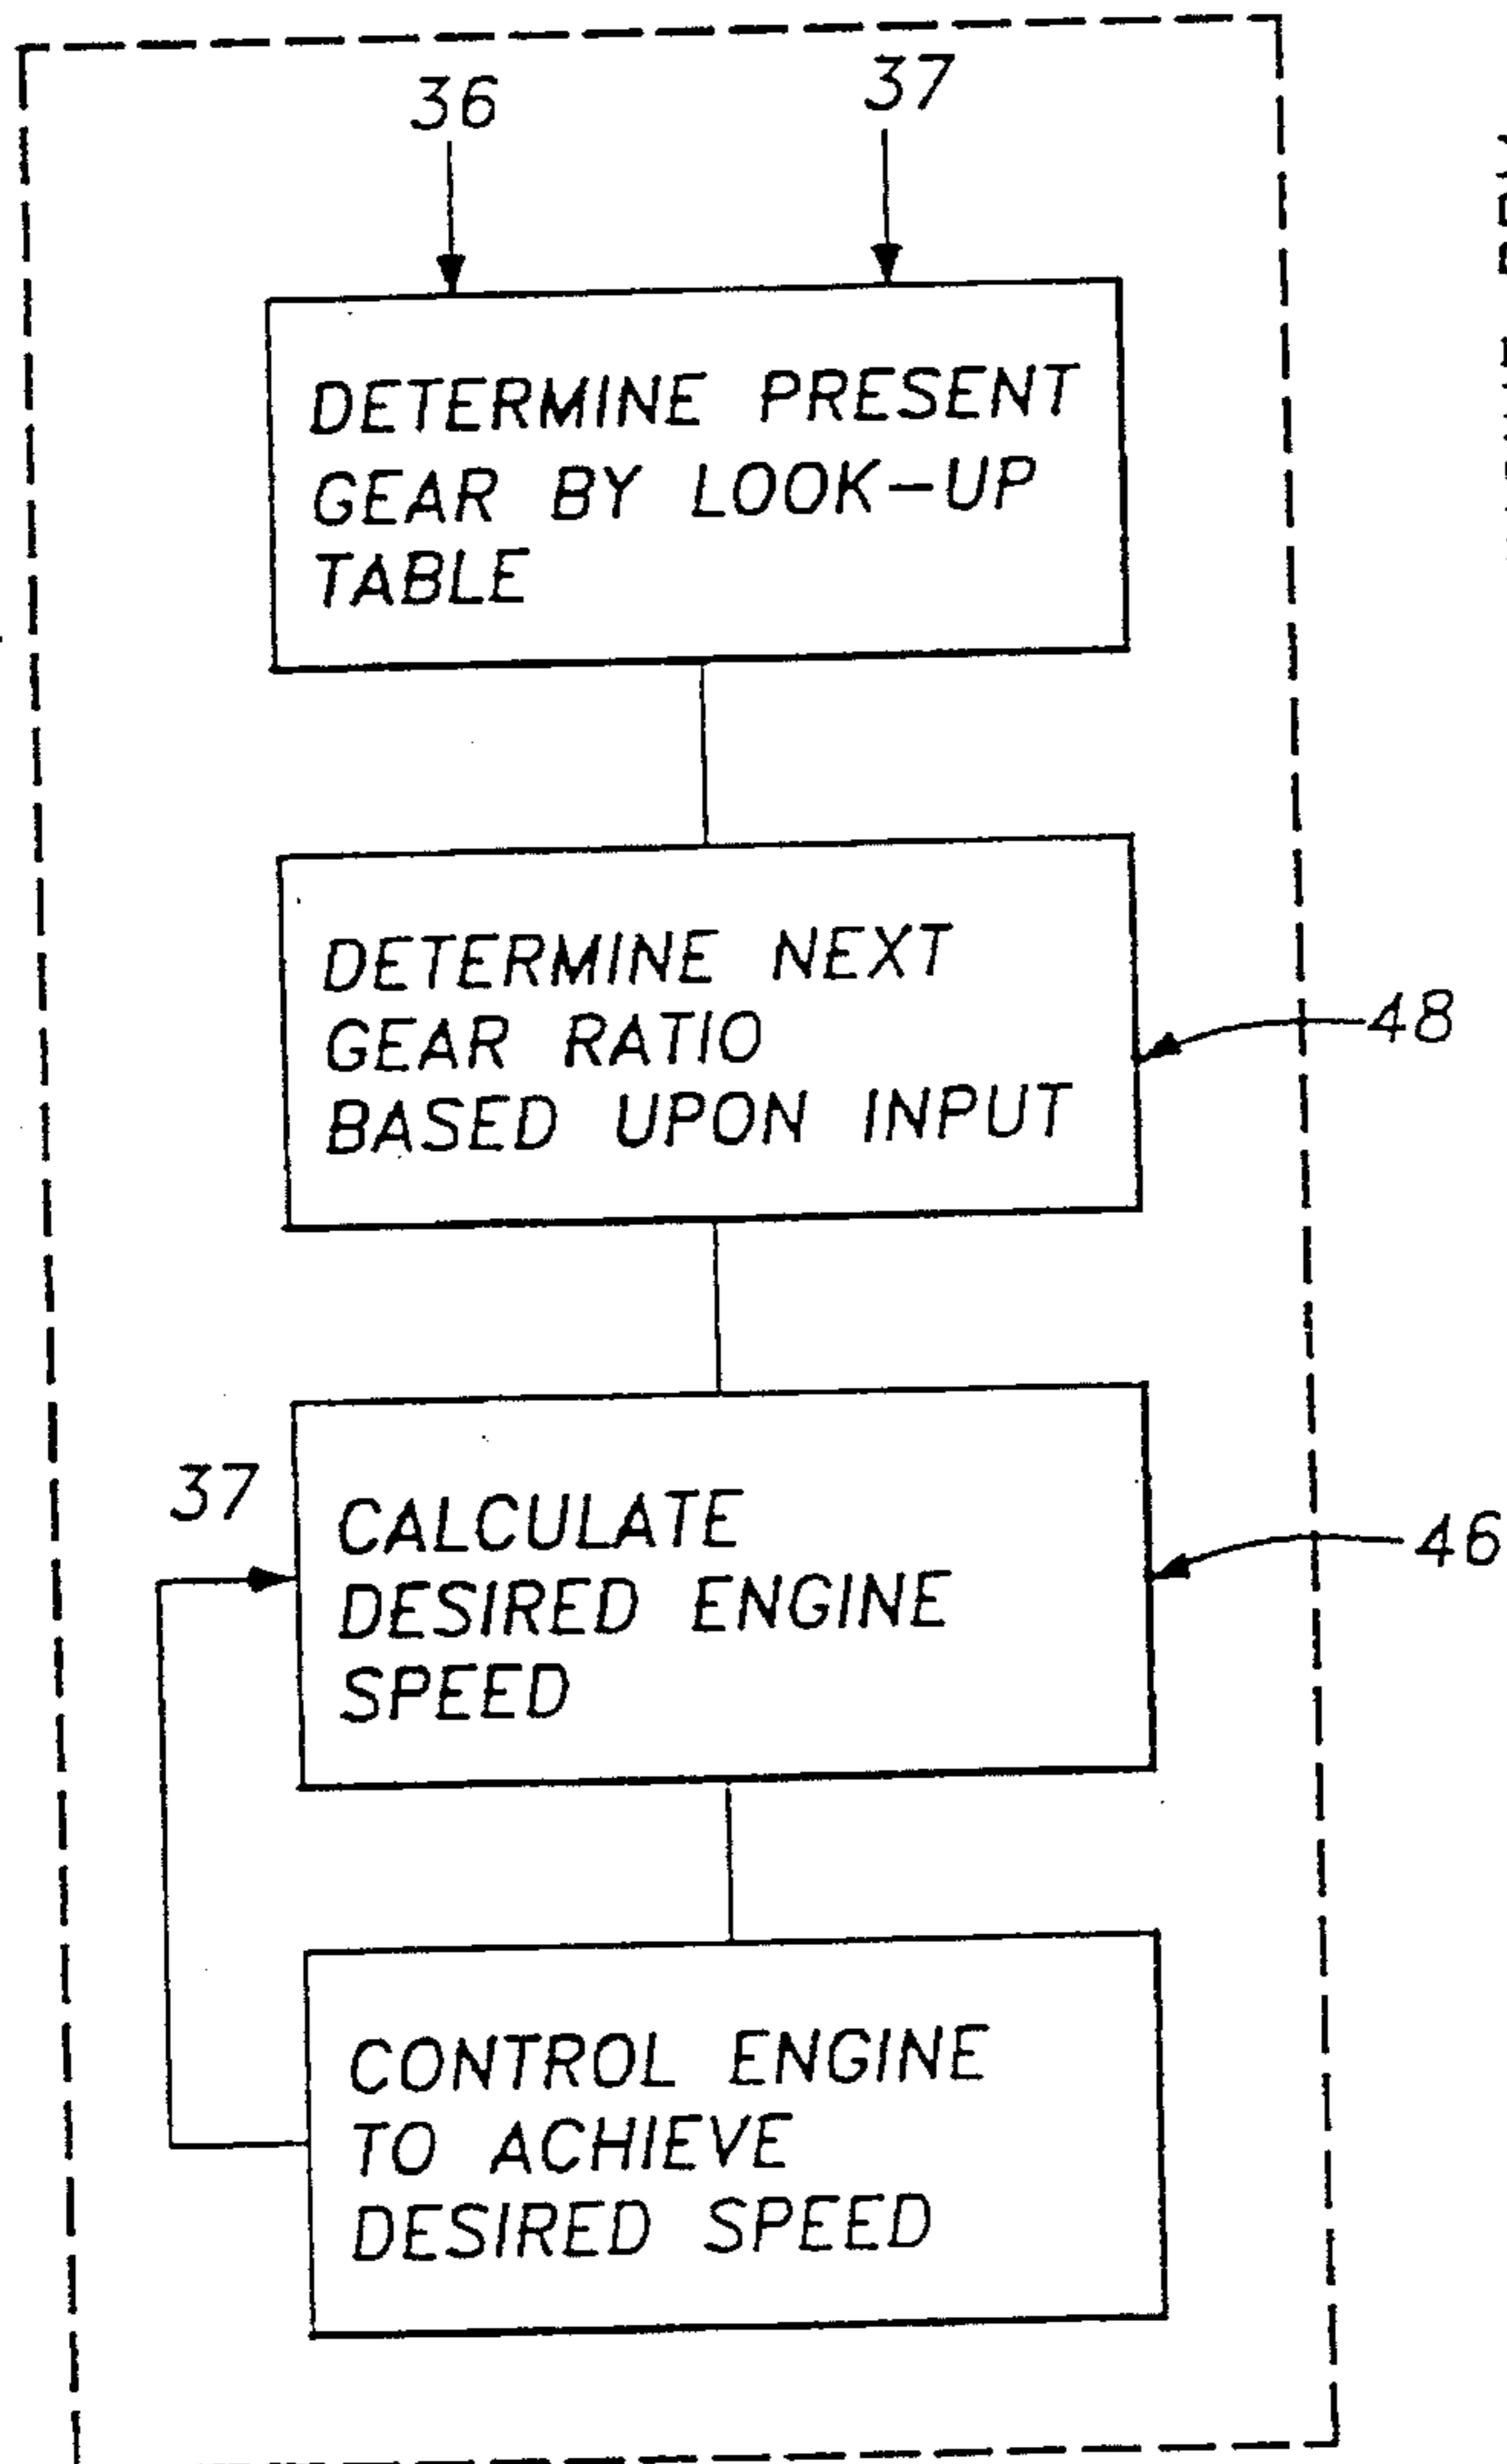 36
37
DETERMINE PRESENT
GEAR BY LOOK-UP
TABLE
DETERMINE NEXT
GEAR RATIO
BASED UPON INPUT
48
37
CALCULATE
DESIRED ENGINE
SPEED
46
CONTROL ENGINE
TO ACHIEVE
DESIRED SPEED